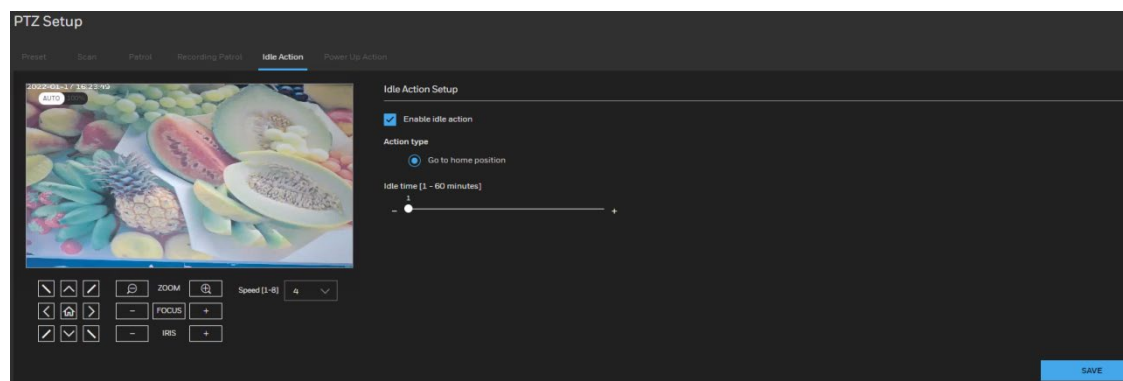 PTZ Setup
Preset Scan Patrol Recording Patrol Idle Action Power Up Action
2022-01-17 16:23:49
AUTO
Idle Action Setup
Enable idle action
Action type
Go to home position
Idle time [1 - 60 minutes]
1
- +
ZOOM
Speed [1-8] 4
- FOCUS +
- IRIS +
SAVE